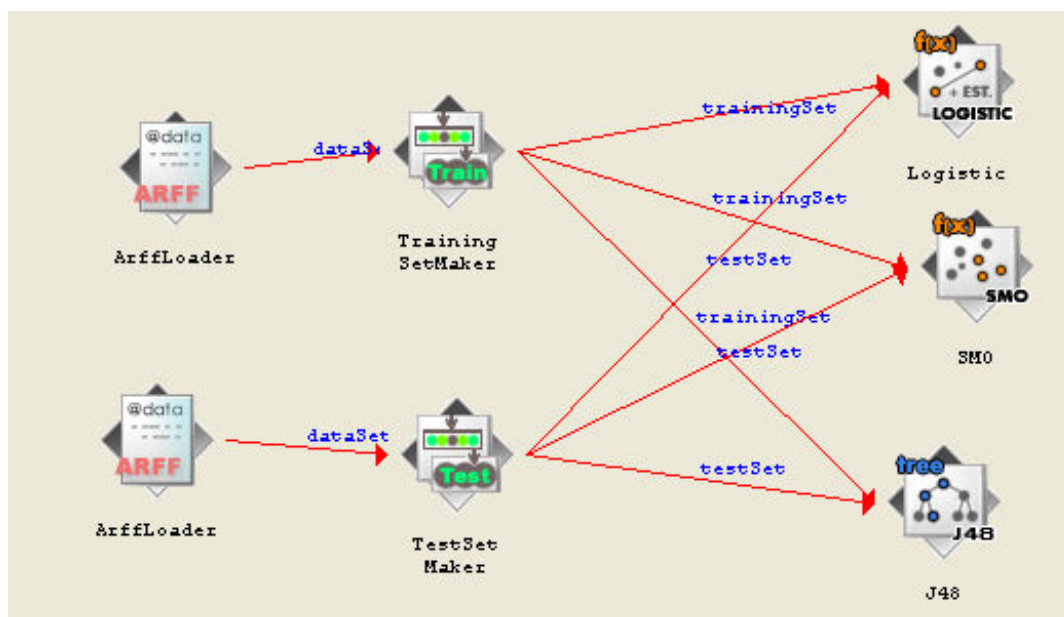 @data
ARFF
ArffLoader
dataSe
Train
Training
SetMaker
trainingSet
trainingSet
testSet
trainingSet
testSet
testSet
f(x)
+ EST.
LOGISTIC
Logistic
f(x)
SMO
SMO
@data
ARFF
ArffLoader
dataSet
Test
TestSet
Maker
tree
J48
J48